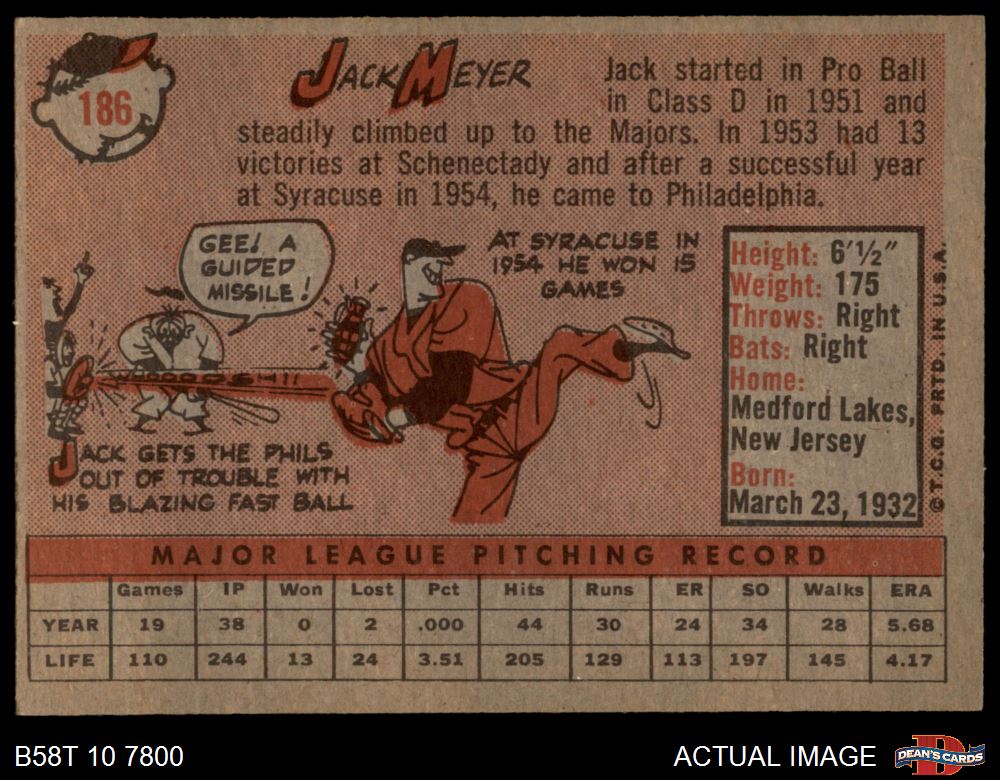 186
JACK MEYER
Jack started in Pro Ball
in Class D in 1951 and
steadily climbed up to the Majors. In 1953 had 13
victories at Schenectady and after a successful year
at Syracuse in 1954, he came to Philadelphia.
GEE! A
GUIDED
MISSILE!
AT SYRACUSE IN
1954 HE WON 15
GAMES
JACK GETS THE PHILS
OUT OF TROUBLE WITH
HIS BLAZING FAST BALL
Height: 6'½"
Weight: 175
Throws: Right
Bats: Right
Home:
Medford Lakes,
New Jersey
Born:
March 23, 1932
© T.C.G. PRTD. IN U.S.A.
MAJOR LEAGUE PITCHING RECORD
Games IP Won Lost Pct Hits Runs ER SO Walks ERA
YEAR 19 38 0 2 .000 44 30 24 34 28 5.68
LIFE 110 244 13 24 3.51 205 129 113 197 145 4.17
B58T 10 7800
ACTUAL IMAGE
D
DEAN'S CARDS